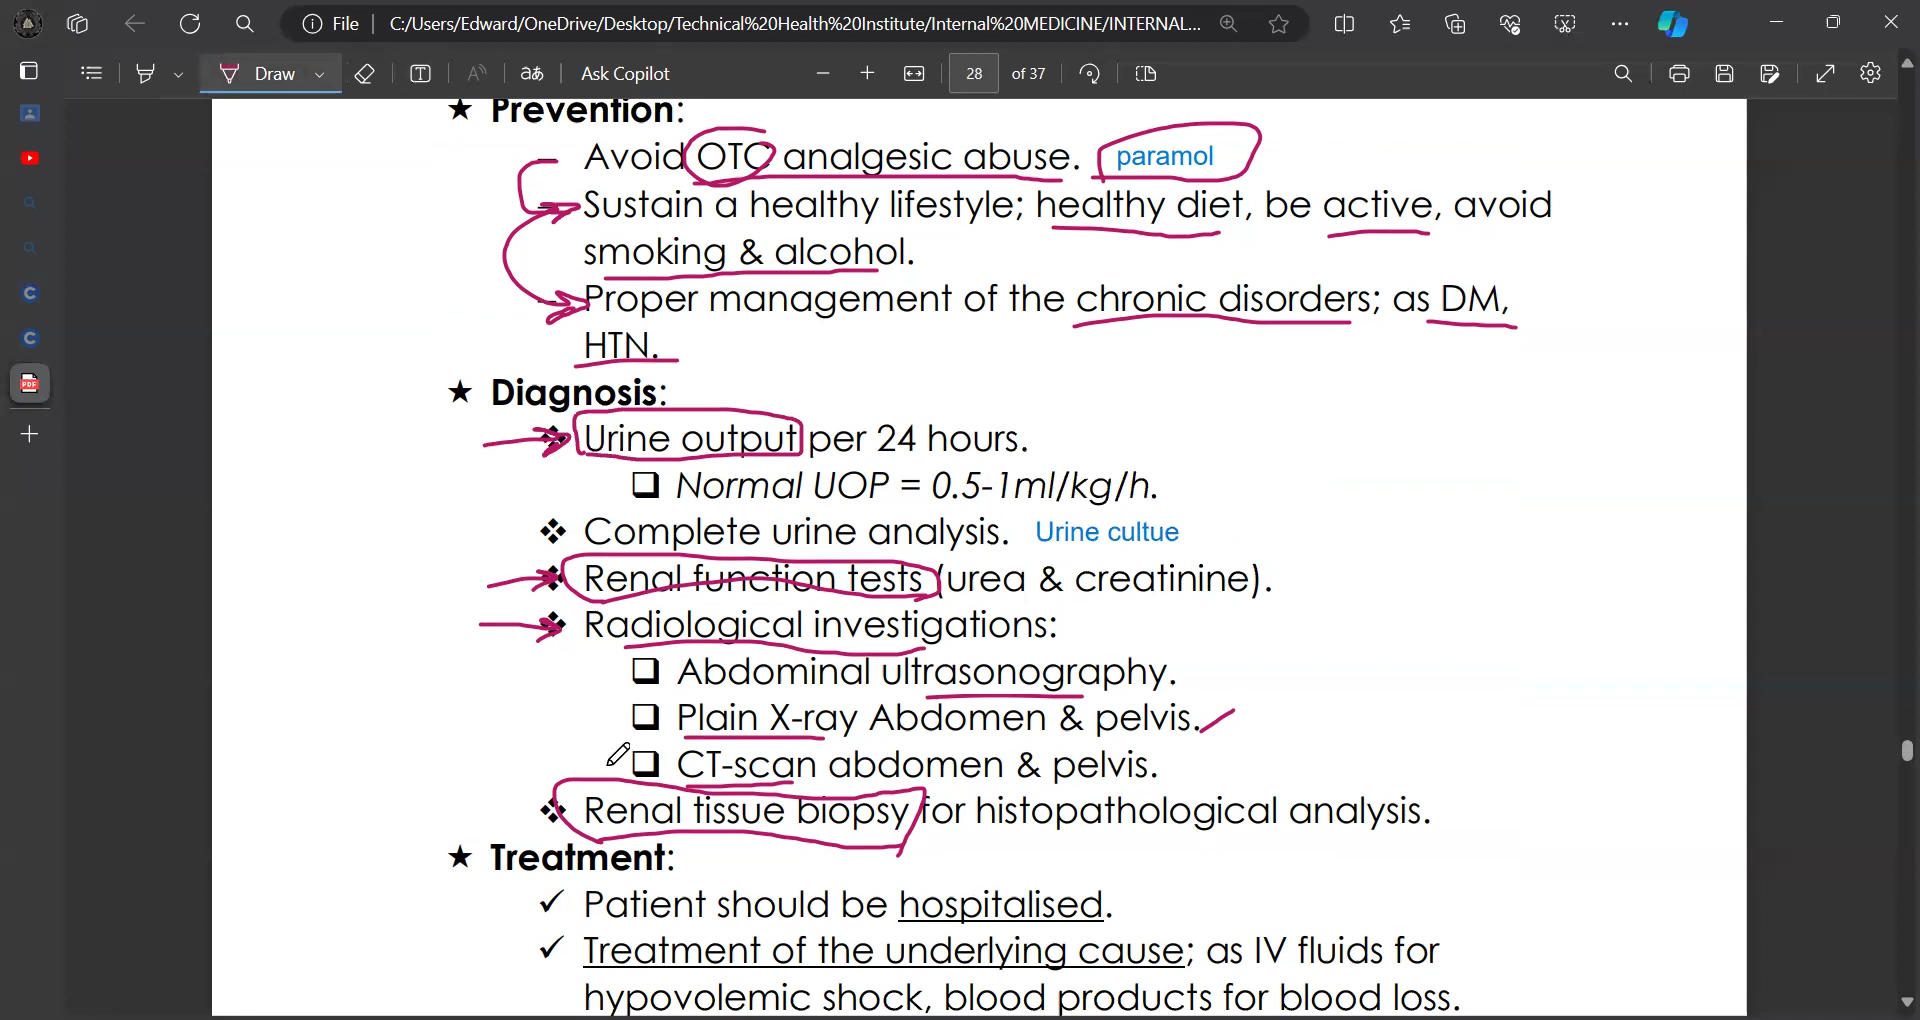 File
C:/Users/Edward/OneDrive/Desktop/Technical%20Health%20Institute/Internal%20MEDICINE/INTERNAL...
Draw
Ask Copilot
28 of 37
★ Prevention:
– Avoid OTC analgesic abuse. paramol
– Sustain a healthy lifestyle; healthy diet, be active, avoid
smoking & alcohol.
– Proper management of the chronic disorders; as DM,
HTN.
★ Diagnosis:
❖ Urine output per 24 hours.
❑ Normal UOP = 0.5-1ml/kg/h.
❖ Complete urine analysis. Urine cultue
❖ Renal function tests (urea & creatinine).
❖ Radiological investigations:
❑ Abdominal ultrasonography.
❑ Plain X-ray Abdomen & pelvis.
❑ CT-scan abdomen & pelvis.
❖ Renal tissue biopsy for histopathological analysis.
★ Treatment:
✓ Patient should be hospitalised.
✓ Treatment of the underlying cause; as IV fluids for
hypovolemic shock, blood products for blood loss.